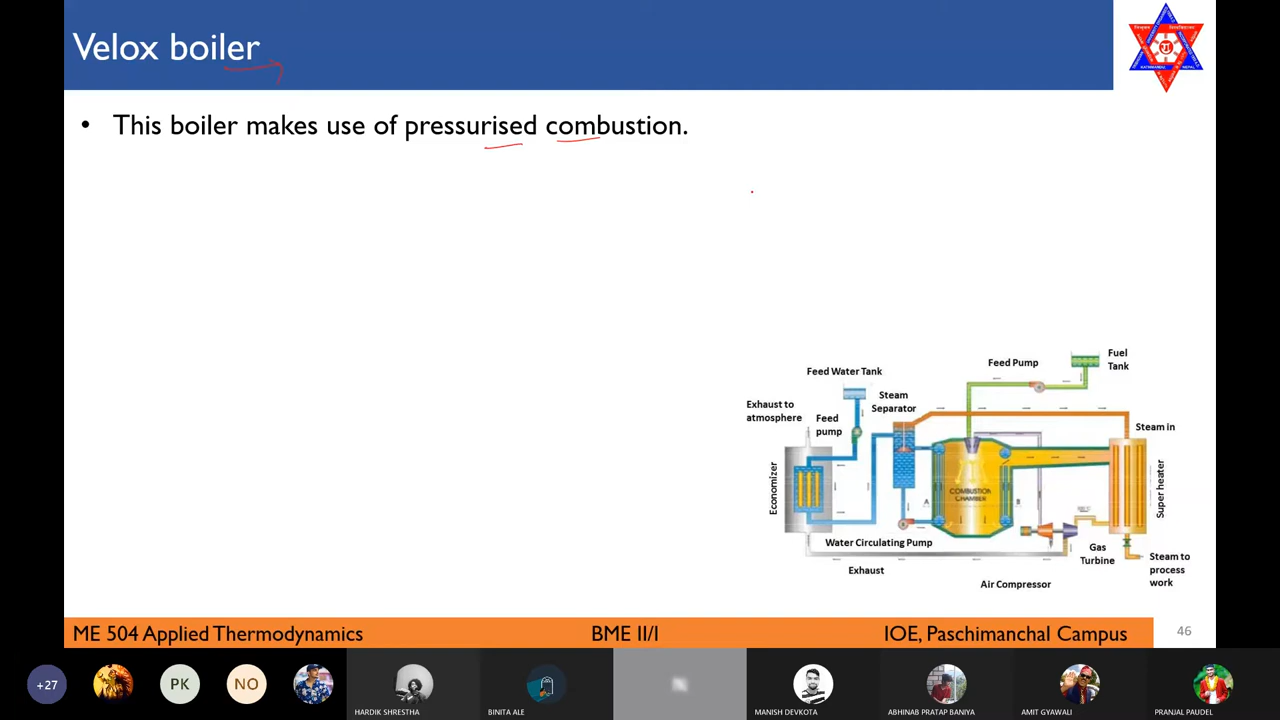 Velox boiler
• This boiler makes use of pressurised combustion.
Fuel
Tank
Feed Pump
Feed Water Tank
Steam
Separator
Exhaust to
atmosphere
Feed
pump
Steam in
Economizer
COMBUSTION
CHAMBER
A
B
Super heater
Water Circulating Pump
Gas
Turbine
Exhaust
Air Compressor
Steam to
process
work
ME 504 Applied Thermodynamics
BME II/I
IOE, Paschimanchal Campus
46
+27
PK
NO
HARDIK SHRESTHA
BINITA ALE
MANISH DEVKOTA
ABHINAB PRATAP BANIYA
AMIT GYAWALI
PRANJAL PAUDEL